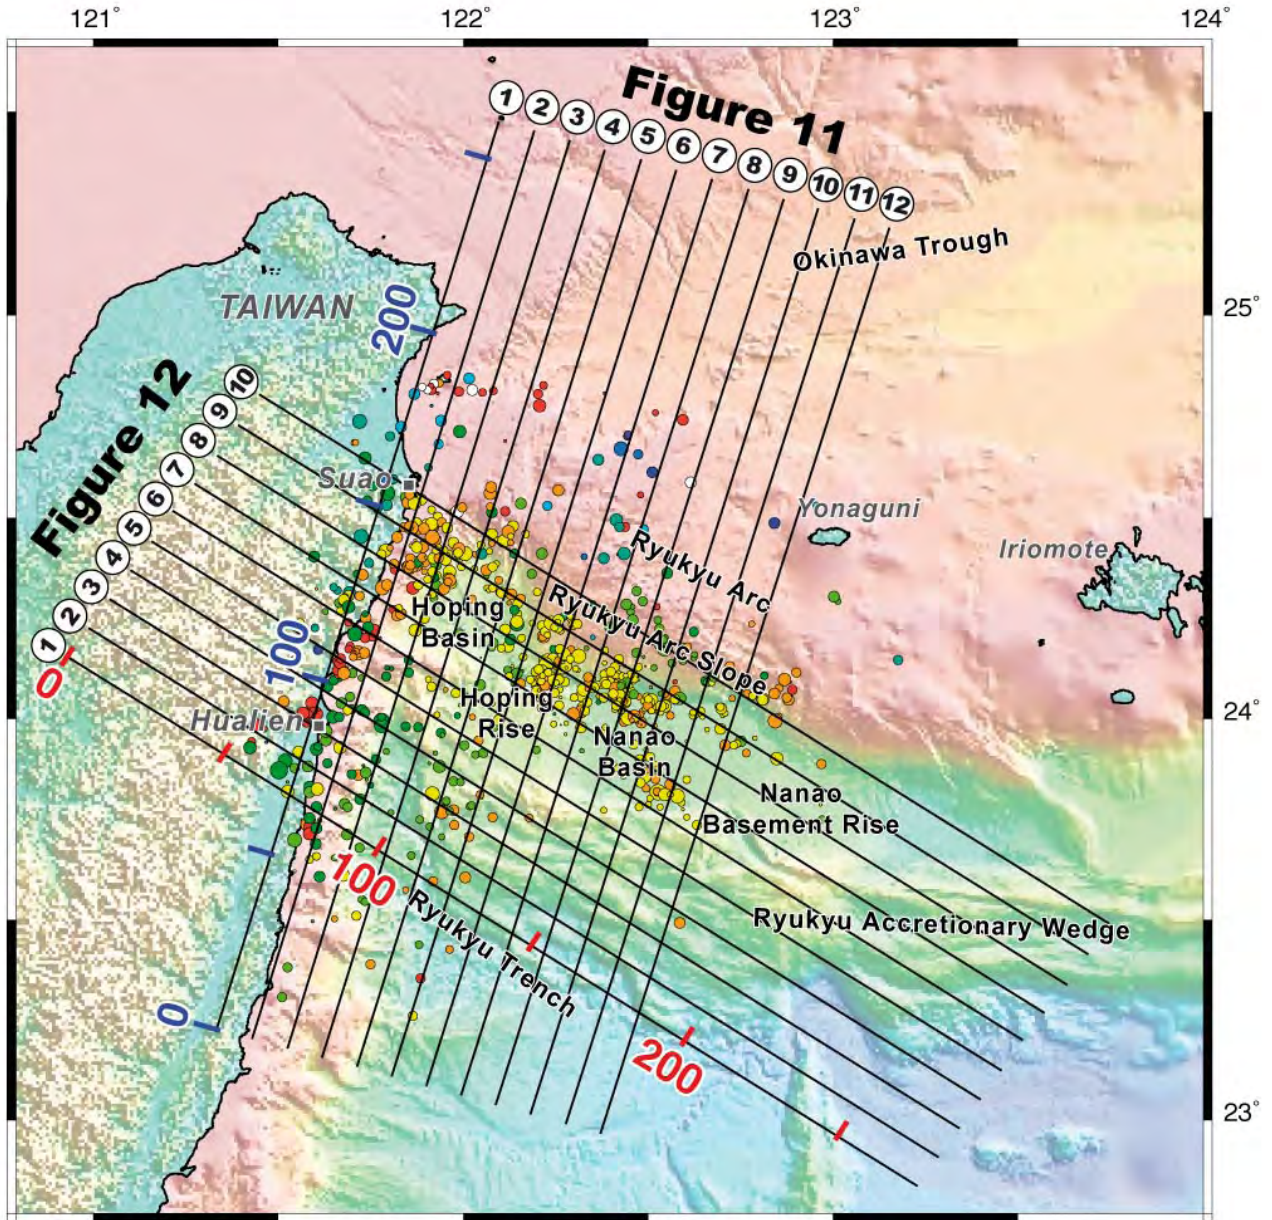 121° 122° 123° 124°
Figure 11
1 2 3 4 5 6 7 8 9 10 11 12
Okinawa Trough
TAIWAN
200
25°
Figure 12
10
9
8
7
6
5
4
3
2
1
Suao
Yonaguni
Iriomote
Ryukyu Arc
Ryukyu Arc Slope
Hoping
Basin
100
0
Hoping
Rise
Hualien
24°
Nanao
Basin
Nanao
Basement Rise
100
Ryukyu Trench
Ryukyu Accretionary Wedge
0
200
23°